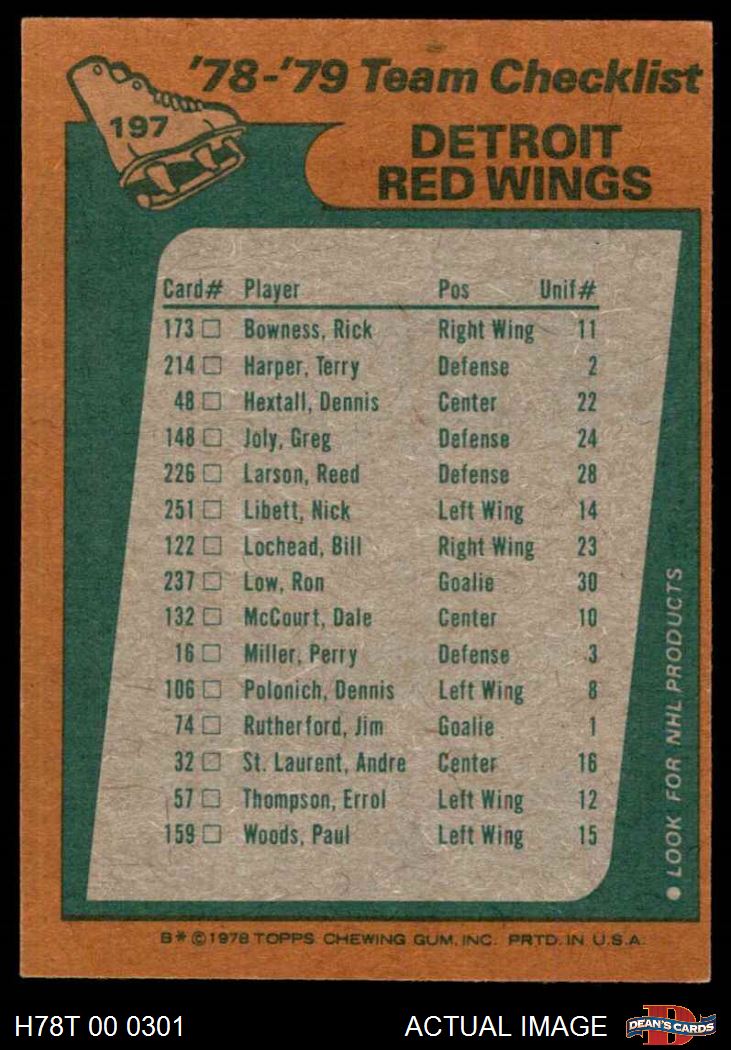 '78-'79 Team Checklist
197
DETROIT
RED WINGS
Card# Player Pos Unif#
173 □ Bowness, Rick Right Wing 11
214 □ Harper, Terry Defense 2
48 □ Hextall, Dennis Center 22
148 □ Joly, Greg Defense 24
226 □ Larson, Reed Defense 28
251 □ Libett, Nick Left Wing 14
122 □ Lochead, Bill Right Wing 23
237 □ Low, Ron Goalie 30
132 □ McCourt, Dale Center 10
16 □ Miller, Perry Defense 3
106 □ Polonich, Dennis Left Wing 8
74 □ Rutherford, Jim Goalie 1
32 □ St. Laurent, Andre Center 16
57 □ Thompson, Errol Left Wing 12
159 □ Woods, Paul Left Wing 15
● LOOK FOR NHL PRODUCTS
B* © 1978 TOPPS CHEWING GUM, INC. PRTD. IN U.S.A.
H78T 00 0301 ACTUAL IMAGE
D
DEAN'S CARDS